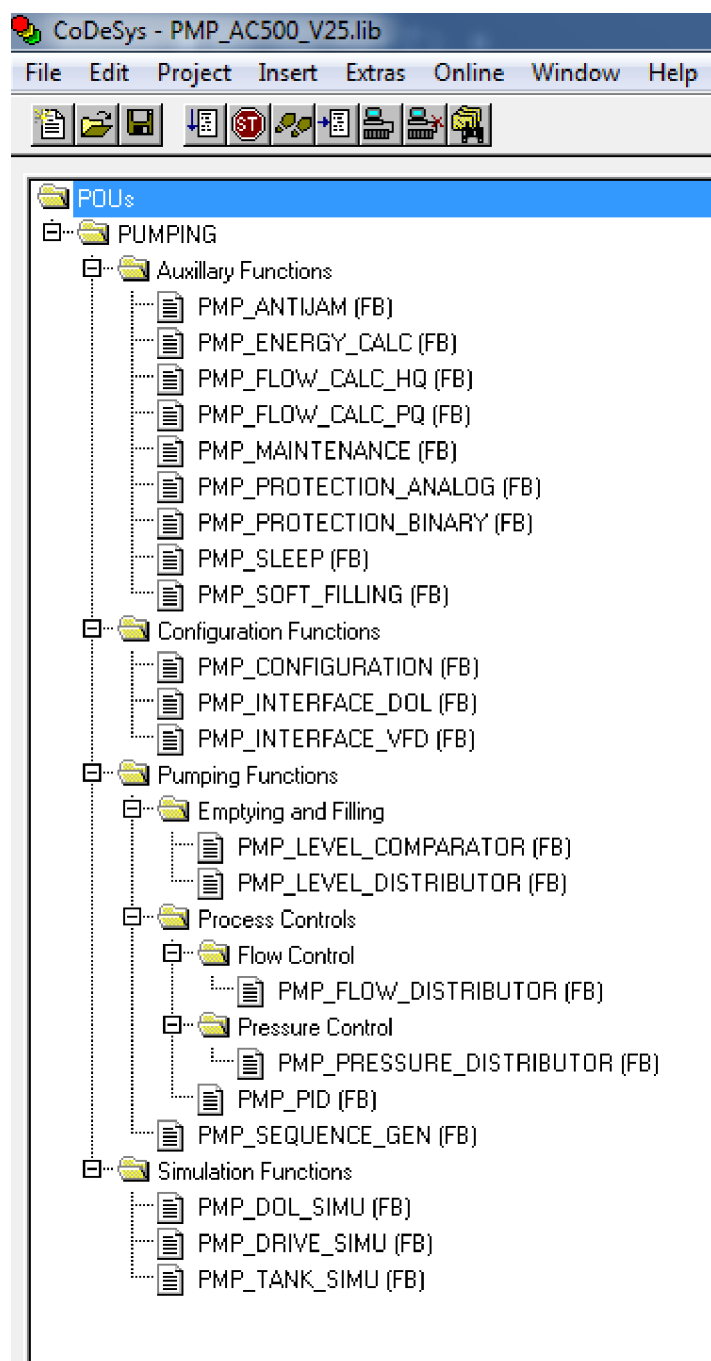 CoDeSys - PMP_AC500_V25.lib
File Edit Project Insert Extras Online Window Help
ST
POUs
PUMPING
Auxillary Functions
PMP_ANTIJAM (FB)
PMP_ENERGY_CALC (FB)
PMP_FLOW_CALC_HQ (FB)
PMP_FLOW_CALC_PQ (FB)
PMP_MAINTENANCE (FB)
PMP_PROTECTION_ANALOG (FB)
PMP_PROTECTION_BINARY (FB)
PMP_SLEEP (FB)
PMP_SOFT_FILLING (FB)
Configuration Functions
PMP_CONFIGURATION (FB)
PMP_INTERFACE_DOL (FB)
PMP_INTERFACE_VFD (FB)
Pumping Functions
Emptying and Filling
PMP_LEVEL_COMPARATOR (FB)
PMP_LEVEL_DISTRIBUTOR (FB)
Process Controls
Flow Control
PMP_FLOW_DISTRIBUTOR (FB)
Pressure Control
PMP_PRESSURE_DISTRIBUTOR (FB)
PMP_PID (FB)
PMP_SEQUENCE_GEN (FB)
Simulation Functions
PMP_DOL_SIMU (FB)
PMP_DRIVE_SIMU (FB)
PMP_TANK_SIMU (FB)